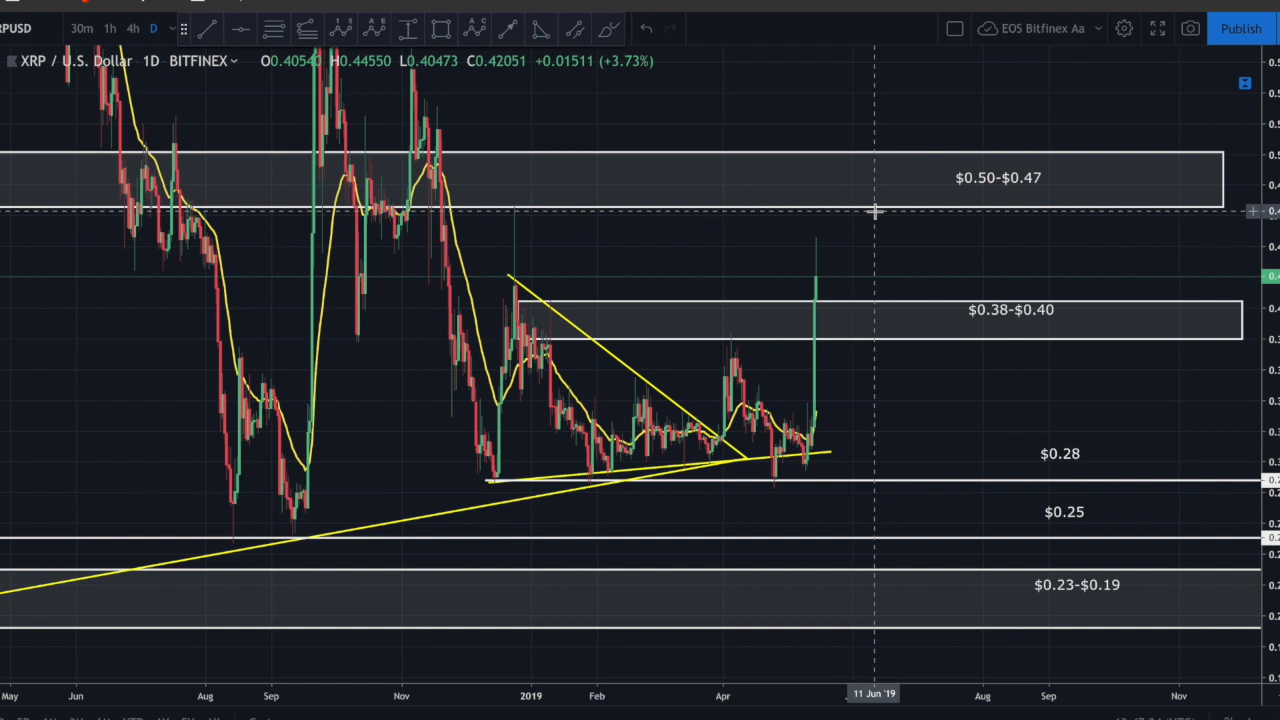 RPUSD 30m 1h 4h D EOS Bitfinex Aa Publish
XRP / U.S. Dollar 1D BITFINEX O0.40540 H0.44550 L0.40473 C0.42051 +0.01511 (+3.73%)
$0.50-$0.47
$0.38-$0.40
$0.28
$0.25
$0.23-$0.19
May Jun Aug Sep Nov 2019 Feb Apr 11 Jun '19 Aug Sep Nov